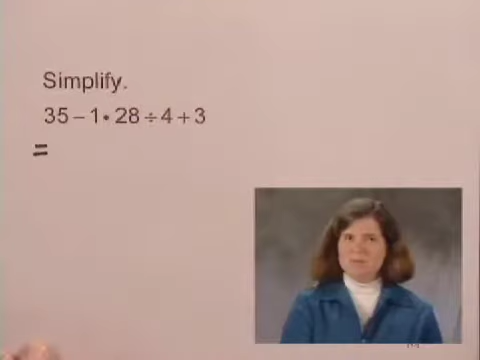 Simplify.
35 – 1 • 28 ÷ 4 + 3
=